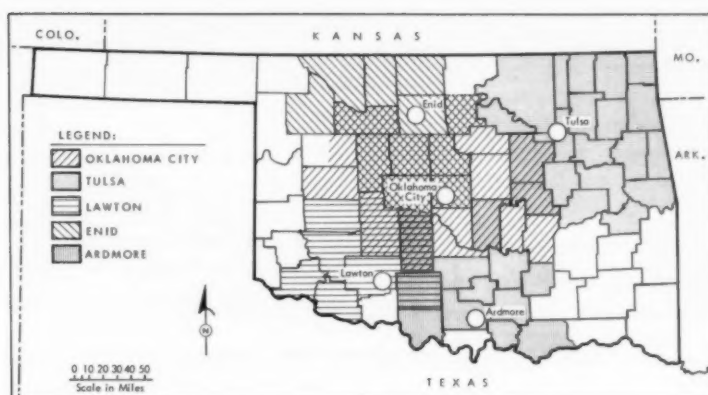 COLO.
KANSAS
MO.
Enid
Tulsa
LEGEND:
OKLAHOMA CITY
TULSA
LAWTON
ENID
ARDMORE
ARK.
Oklahoma
City
Lawton
Ardmore
N
0 10 20 30 40 50
Scale in Miles
TEXAS